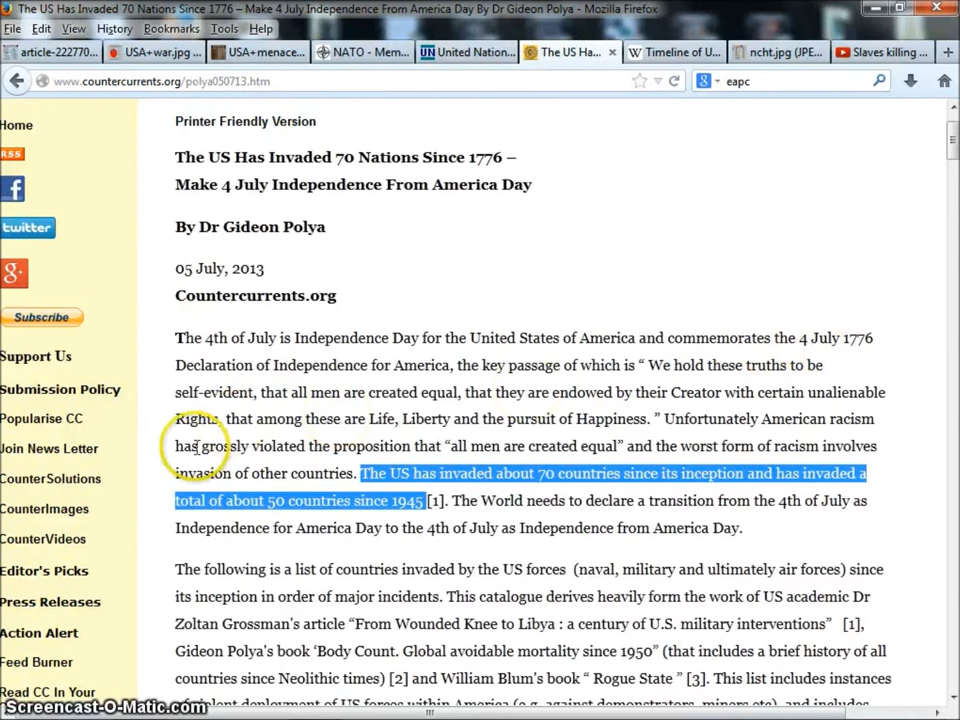 The US Has Invaded 70 Nations Since 1776 – Make 4 July Independence From America Day By Dr Gideon Polya - Mozilla Firefox
File Edit View History Bookmarks Tools Help
article-222770... USA+war.jpg ... USA+menace... NATO - Mem... UN United Nation... The US Ha... × W Timeline of U... ncht.jpg (JPE... Slaves killing ... +
www.countercurrents.org/polya050713.htm
eapc
Home
RSS
f
twitter
g+
Subscribe
Support Us
Submission Policy
Popularise CC
Join News Letter
CounterSolutions
CounterImages
CounterVideos
Editor's Picks
Press Releases
Action Alert
Feed Burner
Read CC In Your
Printer Friendly Version
The US Has Invaded 70 Nations Since 1776 –
Make 4 July Independence From America Day
By Dr Gideon Polya
05 July, 2013
Countercurrents.org
The 4th of July is Independence Day for the United States of America and commemorates the 4 July 1776
Declaration of Independence for America, the key passage of which is “ We hold these truths to be
self-evident, that all men are created equal, that they are endowed by their Creator with certain unalienable
Rights, that among these are Life, Liberty and the pursuit of Happiness. ” Unfortunately American racism
has grossly violated the proposition that “all men are created equal” and the worst form of racism involves
invasion of other countries. The US has invaded about 70 countries since its inception and has invaded a
total of about 50 countries since 1945 [1]. The World needs to declare a transition from the 4th of July as
Independence for America Day to the 4th of July as Independence from America Day.
The following is a list of countries invaded by the US forces (naval, military and ultimately air forces) since
its inception in order of major incidents. This catalogue derives heavily form the work of US academic Dr
Zoltan Grossman's article “From Wounded Knee to Libya : a century of U.S. military interventions” [1],
Gideon Polya's book ‘Body Count. Global avoidable mortality since 1950” (that includes a brief history of all
countries since Neolithic times) [2] and William Blum's book “ Rogue State ” [3]. This list includes instances
of violent deployment of US forces within America (e.g. against demonstrators, miners etc), and includes
Screencast-O-Matic.com